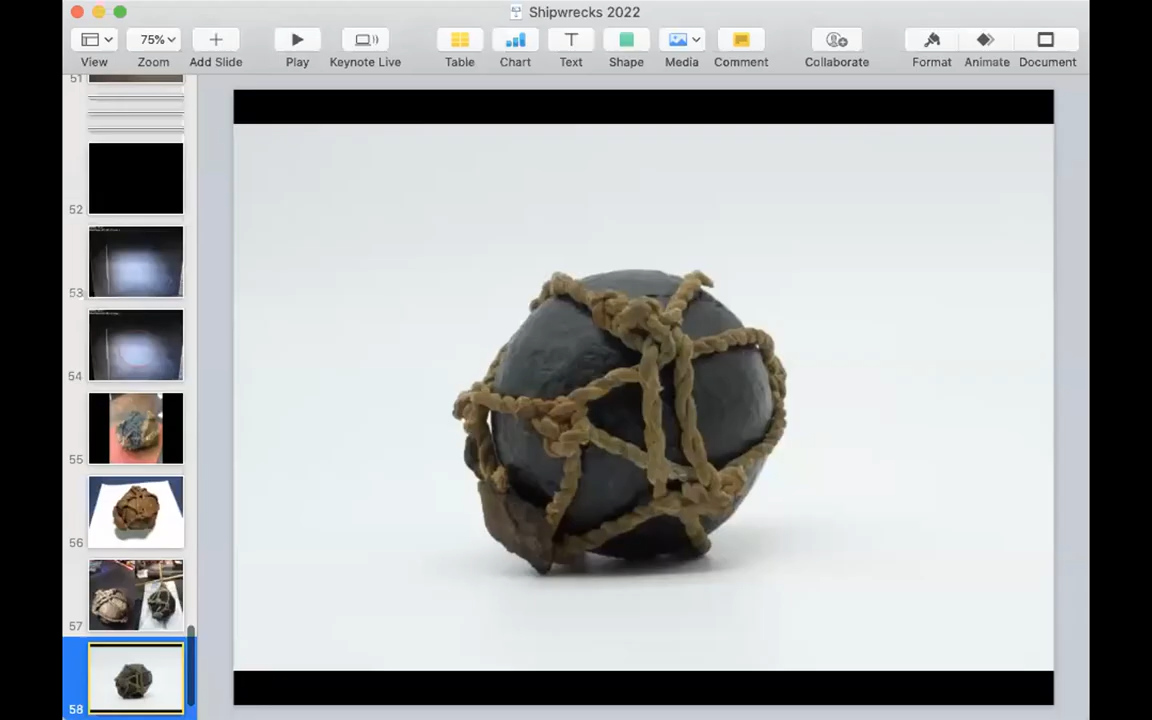 Shipwrecks 2022
75%
View
Zoom
Add Slide
Play
Keynote Live
Table
Chart
Text
Shape
Media
Comment
Collaborate
Format
Animate
Document
51
52
53
54
55
56
57
58